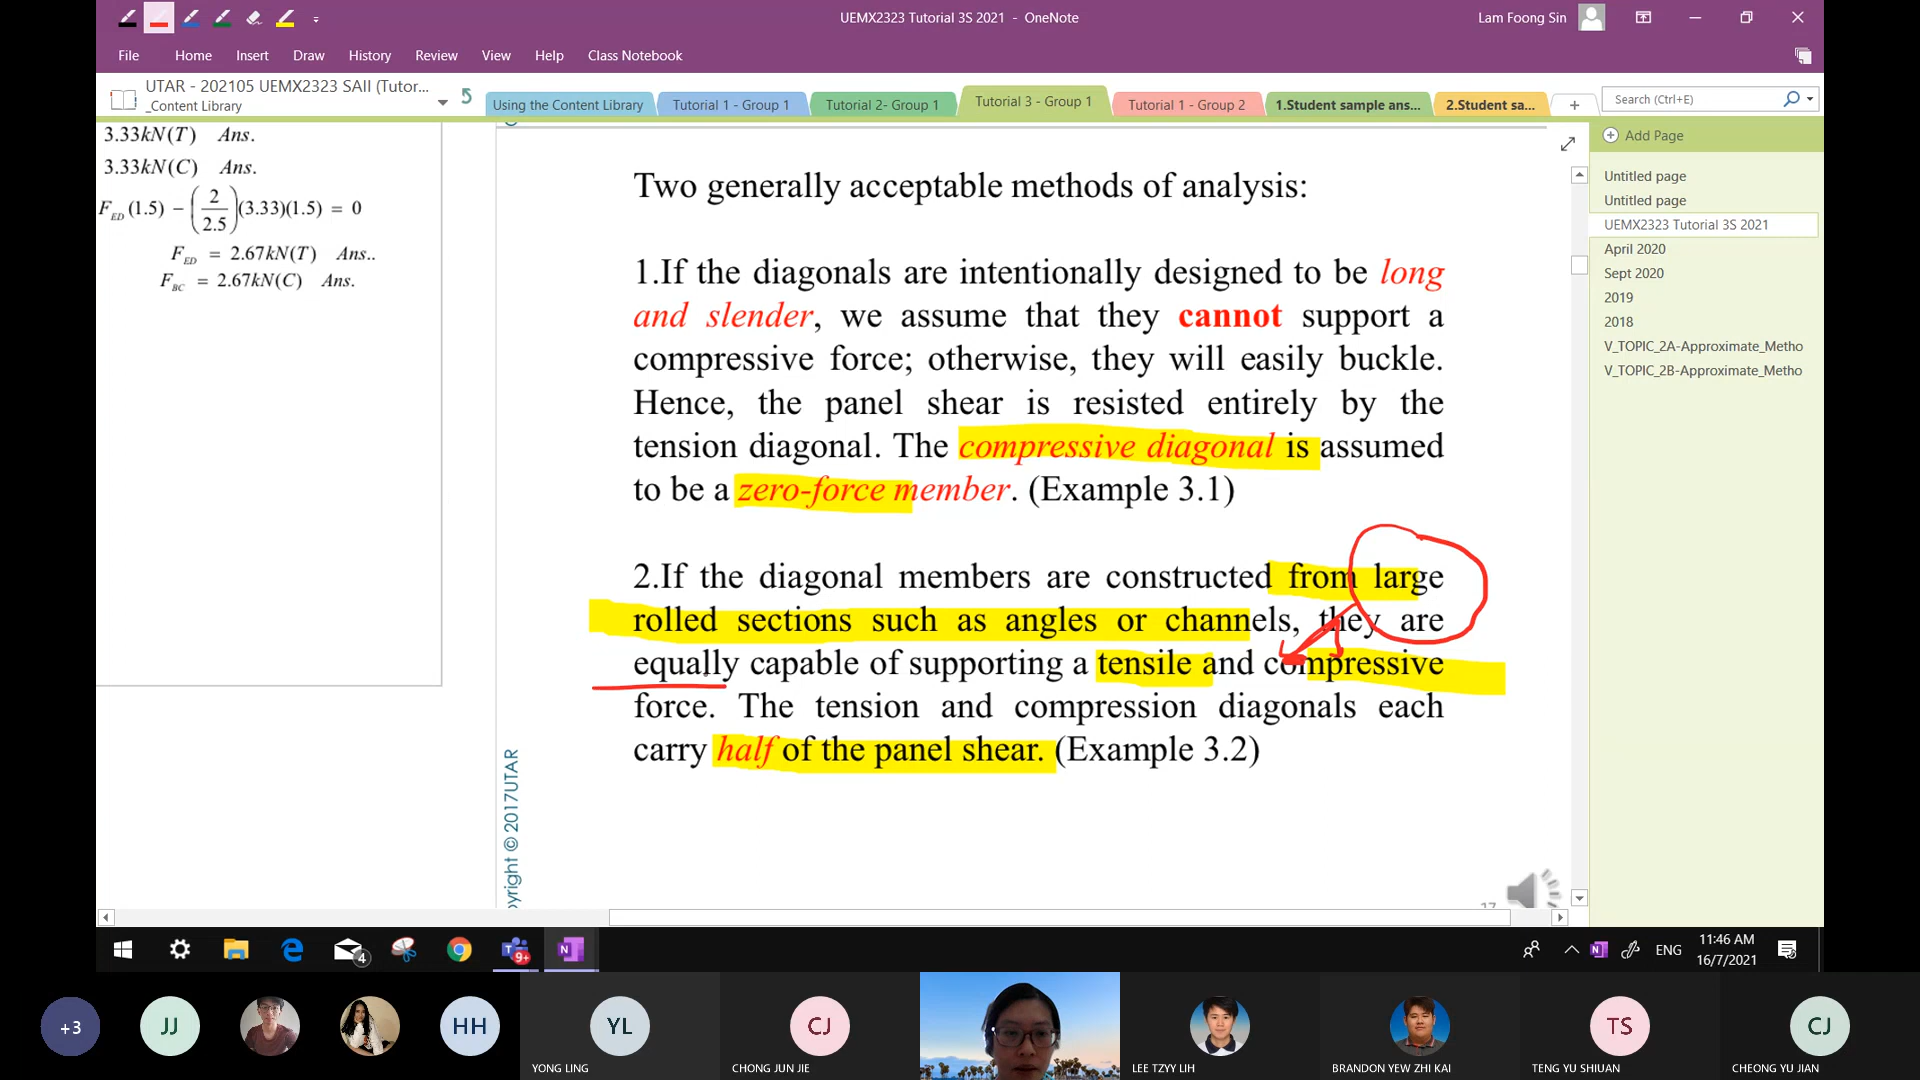 UEMX2323 Tutorial 3S 2021 - OneNote
Lam Foong Sin
File Home Insert Draw History Review View Help Class Notebook
UTAR - 202105 UEMX2323 SAII (Tutor...
_Content Library
Using the Content Library
Tutorial 1 - Group 1
Tutorial 2- Group 1
Tutorial 3 - Group 1
Tutorial 1 - Group 2
1.Student sample ans...
2.Student sa...
+
Search (Ctrl+E)
3.33kN(T) Ans.
3.33kN(C) Ans.
F_ED (1.5) − (2/2.5)(3.33)(1.5) = 0
F_ED = 2.67kN(T) Ans..
F_BC = 2.67kN(C) Ans.
Two generally acceptable methods of analysis:
1.If the diagonals are intentionally designed to be long
and slender, we assume that they cannot support a
compressive force; otherwise, they will easily buckle.
Hence, the panel shear is resisted entirely by the
tension diagonal. The compressive diagonal is assumed
to be a zero-force member. (Example 3.1)
2.If the diagonal members are constructed from large
rolled sections such as angles or channels, they are
equally capable of supporting a tensile and compressive
force. The tension and compression diagonals each
carry half of the panel shear. (Example 3.2)
yright © 2017UTAR
17
Add Page
Untitled page
Untitled page
UEMX2323 Tutorial 3S 2021
April 2020
Sept 2020
2019
2018
V_TOPIC_2A-Approximate_Metho
V_TOPIC_2B-Approximate_Metho
4
9+
ENG
11:46 AM
16/7/2021
+3
JJ
HH
YL
YONG LING
CJ
CHONG JUN JIE
LEE TZYY LIH
BRANDON YEW ZHI KAI
TS
TENG YU SHUAN
CJ
CHEONG YU JIAN